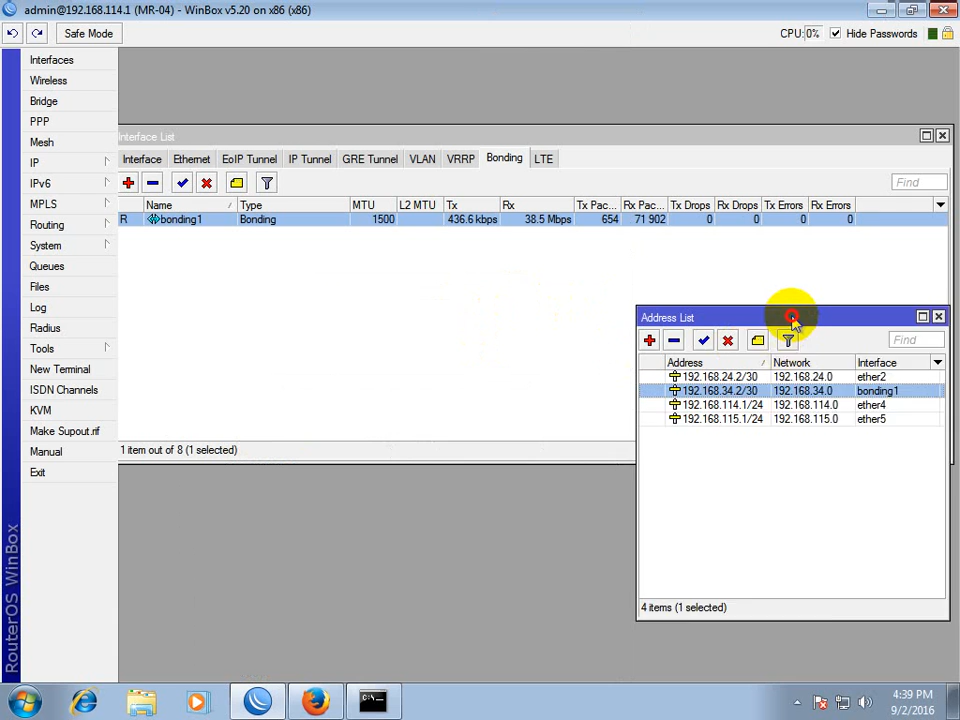 admin@192.168.114.1 (MR-04) - WinBox v5.20 on x86 (x86)
Safe Mode
CPU: 0%
Hide Passwords
Interfaces
Wireless
Bridge
PPP
Mesh
IP
IPv6
MPLS
Routing
System
Queues
Files
Log
Radius
Tools
New Terminal
ISDN Channels
KVM
Make Supout.rif
Manual
Exit
RouterOS WinBox
Interface List
Interface Ethernet EoIP Tunnel IP Tunnel GRE Tunnel VLAN VRRP Bonding LTE
Find
Name / Type MTU L2 MTU Tx Rx Tx Pac... Rx Pac... Tx Drops Rx Drops Tx Errors Rx Errors
R bonding1 Bonding 1500 436.6 kbps 38.5 Mbps 654 71 902 0 0 0 0
1 item out of 8 (1 selected)
Address List
Find
Address / Network Interface
192.168.24.2/30 192.168.24.0 ether2
192.168.34.2/30 192.168.34.0 bonding1
192.168.114.1/24 192.168.114.0 ether4
192.168.115.1/24 192.168.115.0 ether5
4 items (1 selected)
C:\.
4:39 PM
9/2/2016